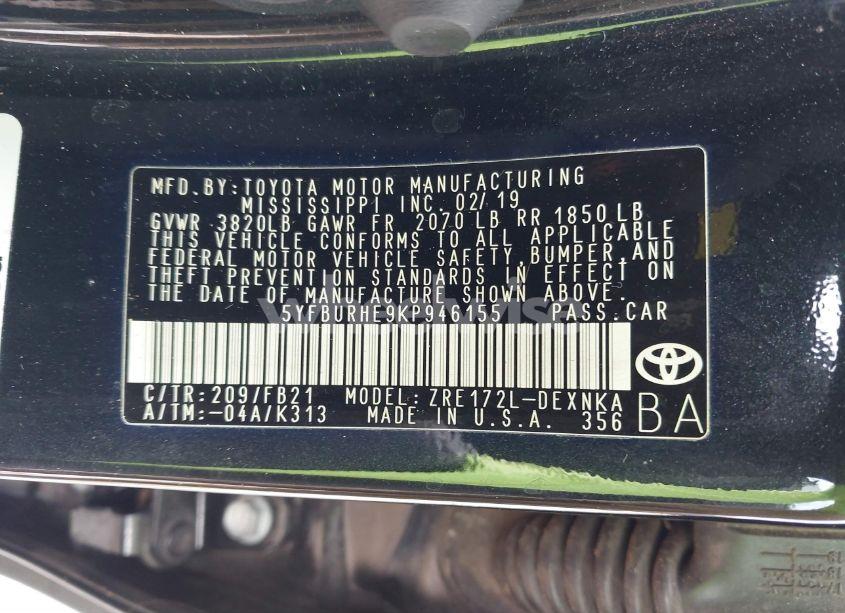 MFD. BY: TOYOTA MOTOR MANUFACTURING
MISSISSIPPI INC. 02/19
GVWR 3820LB GAWR FR 2070 LB RR 1850 LB
THIS VEHICLE CONFORMS TO ALL APPLICABLE
FEDERAL MOTOR VEHICLE SAFETY, BUMPER, AND
THEFT PREVENTION STANDARDS IN EFFECT ON
THE DATE OF MANUFACTURE SHOWN ABOVE.
5YFBURHE9KP946155 PASS. CAR
C/TR: 209/FB21 MODEL: ZRE172L-DEXNKA
A/TM: -04A/K313 MADE IN U.S.A. 356
BA